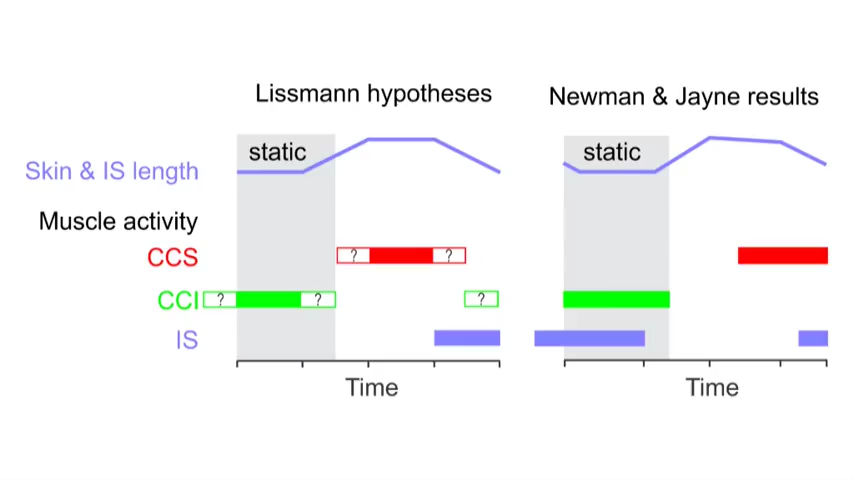 Lissmann hypotheses
Newman & Jayne results
static
static
Skin & IS length
Muscle activity
CCS
? ?
CCI
? ? ?
IS
Time
Time